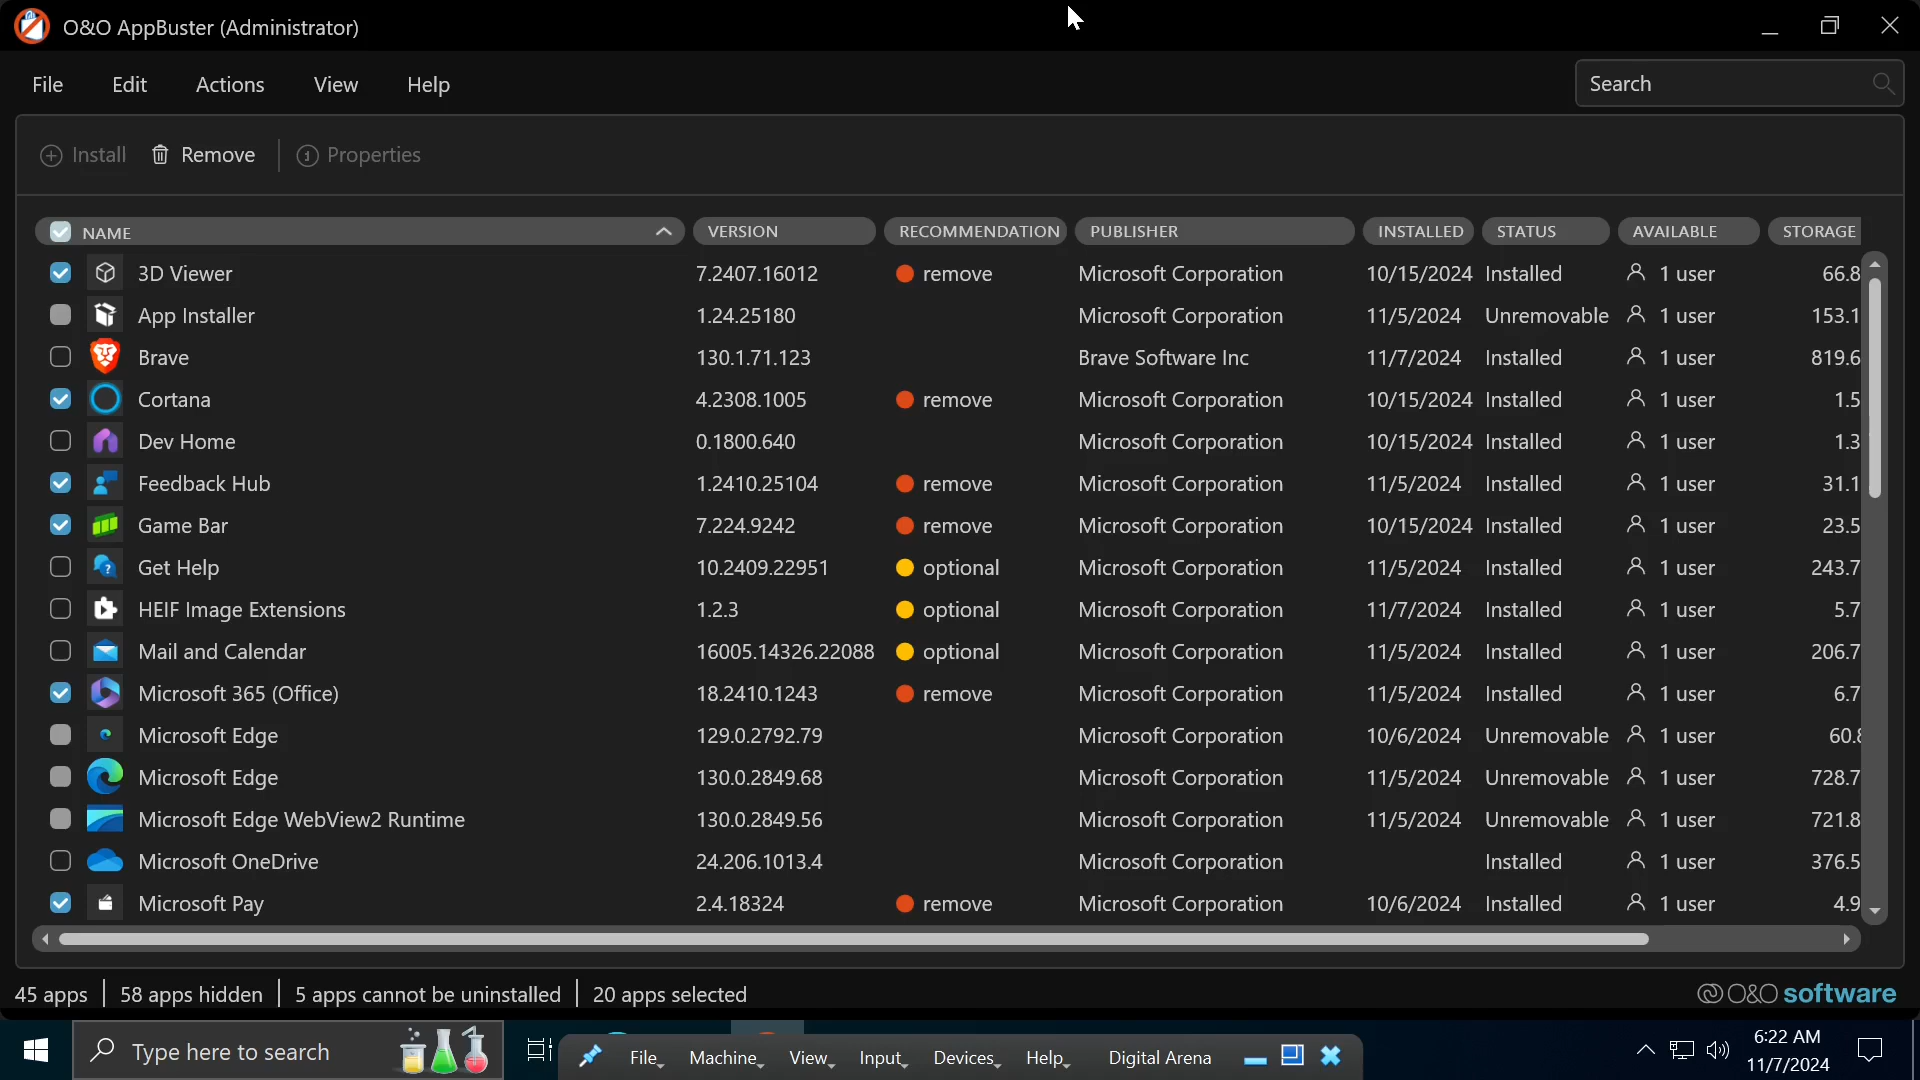 O&O AppBuster (Administrator)
File Edit Actions View Help Search
Install Remove Properties
NAME VERSION RECOMMENDATION PUBLISHER INSTALLED STATUS AVAILABLE STORAGE
3D Viewer 7.2407.16012 remove Microsoft Corporation 10/15/2024 Installed 1 user 66.8
App Installer 1.24.25180 Microsoft Corporation 11/5/2024 Unremovable 1 user 153.1
Brave 130.1.71.123 Brave Software Inc 11/7/2024 Installed 1 user 819.6
Cortana 4.2308.1005 remove Microsoft Corporation 10/15/2024 Installed 1 user 1.5
Dev Home 0.1800.640 Microsoft Corporation 10/15/2024 Installed 1 user 1.3
Feedback Hub 1.2410.25104 remove Microsoft Corporation 11/5/2024 Installed 1 user 31.1
Game Bar 7.224.9242 remove Microsoft Corporation 10/15/2024 Installed 1 user 23.5
Get Help 10.2409.22951 optional Microsoft Corporation 11/5/2024 Installed 1 user 243.7
HEIF Image Extensions 1.2.3 optional Microsoft Corporation 11/7/2024 Installed 1 user 5.7
Mail and Calendar 16005.14326.22088 optional Microsoft Corporation 11/5/2024 Installed 1 user 206.7
Microsoft 365 (Office) 18.2410.1243 remove Microsoft Corporation 11/5/2024 Installed 1 user 6.7
Microsoft Edge 129.0.2792.79 Microsoft Corporation 10/6/2024 Unremovable 1 user 60.8
Microsoft Edge 130.0.2849.68 Microsoft Corporation 11/5/2024 Unremovable 1 user 728.7
Microsoft Edge WebView2 Runtime 130.0.2849.56 Microsoft Corporation 11/5/2024 Unremovable 1 user 721.8
Microsoft OneDrive 24.206.1013.4 Microsoft Corporation Installed 1 user 376.5
Microsoft Pay 2.4.18324 remove Microsoft Corporation 10/6/2024 Installed 1 user 4.9
45 apps 58 apps hidden 5 apps cannot be uninstalled 20 apps selected O&O software
Type here to search File Machine View Input Devices Help Digital Arena 6:22 AM
11/7/2024